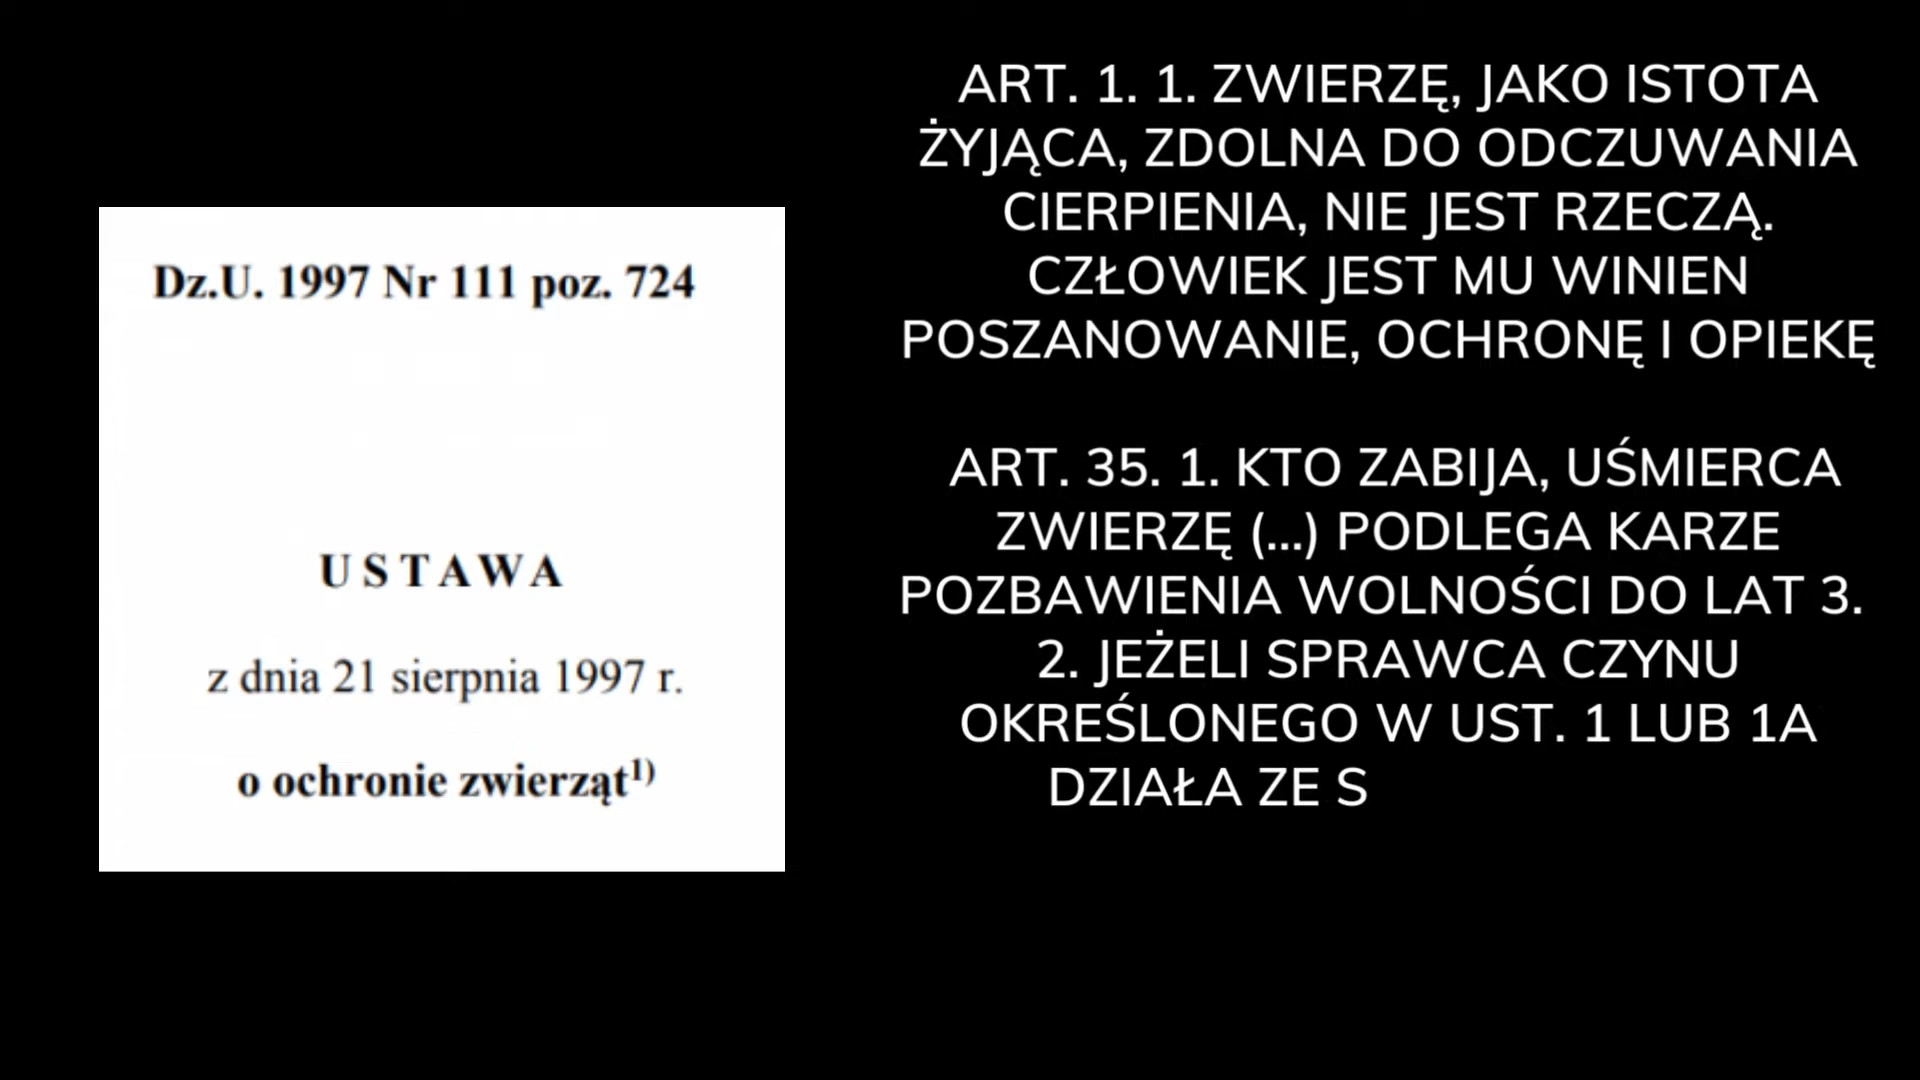 Dz.U. 1997 Nr 111 poz. 724
USTAWA
z dnia 21 sierpnia 1997 r.
o ochronie zwierząt¹⁾
ART. 1. 1. ZWIERZĘ, JAKO ISTOTA
ŻYJĄCA, ZDOLNA DO ODCZUWANIA
CIERPIENIA, NIE JEST RZECZĄ.
CZŁOWIEK JEST MU WINIEN
POSZANOWANIE, OCHRONĘ I OPIEKĘ
ART. 35. 1. KTO ZABIJA, UŚMIERCA
ZWIERZĘ (...) PODLEGA KARZE
POZBAWIENIA WOLNOŚCI DO LAT 3.
2. JEŻELI SPRAWCA CZYNU
OKREŚLONEGO W UST. 1 LUB 1A
DZIAŁA ZE S